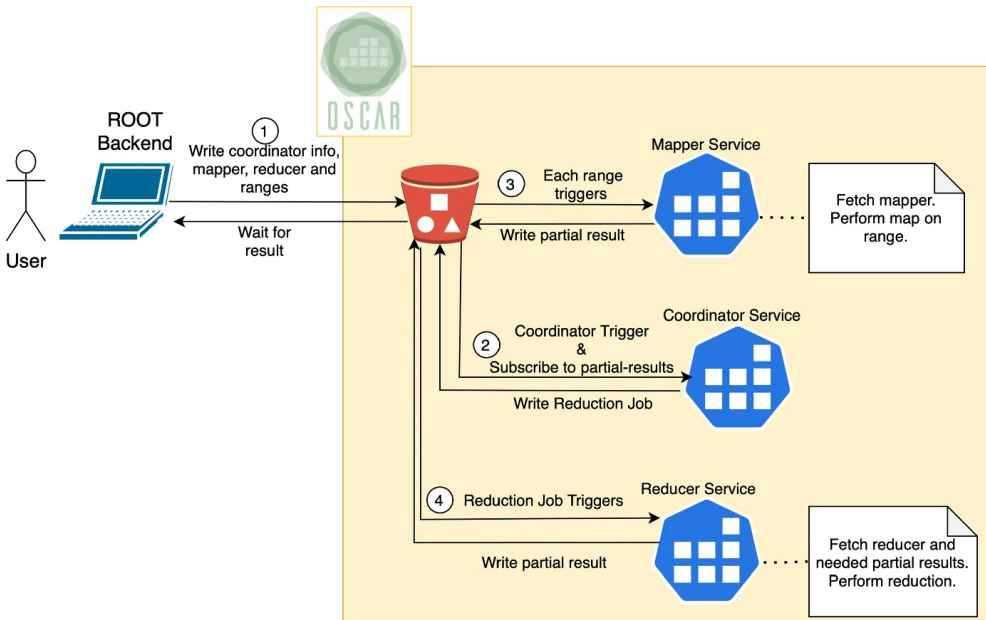 OSCAR
ROOT
Backend
User
1
Write coordinator info,
mapper, reducer and
ranges
Wait for
result
3
Each range
triggers
Write partial result
Mapper Service
Fetch mapper.
Perform map on
range.
2
Coordinator Trigger
&
Subscribe to partial-results
Write Reduction Job
Coordinator Service
4
Reduction Job Triggers
Write partial result
Reducer Service
Fetch reducer and
needed partial results.
Perform reduction.